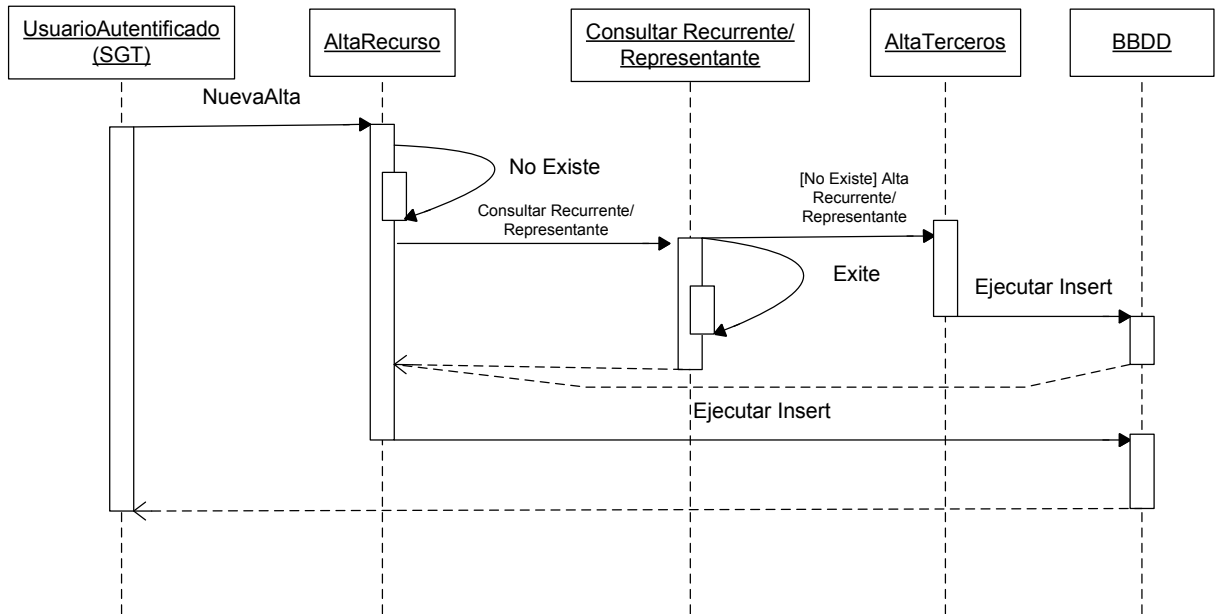 UsuarioAutentificado
(SGT)
AltaRecurso
Consultar Recurrente/
Representante
AltaTerceros
BBDD
NuevaAlta
No Existe
[No Existe] Alta
Recurrente/
Representante
Consultar Recurrente/
Representante
Exite
Ejecutar Insert
Ejecutar Insert